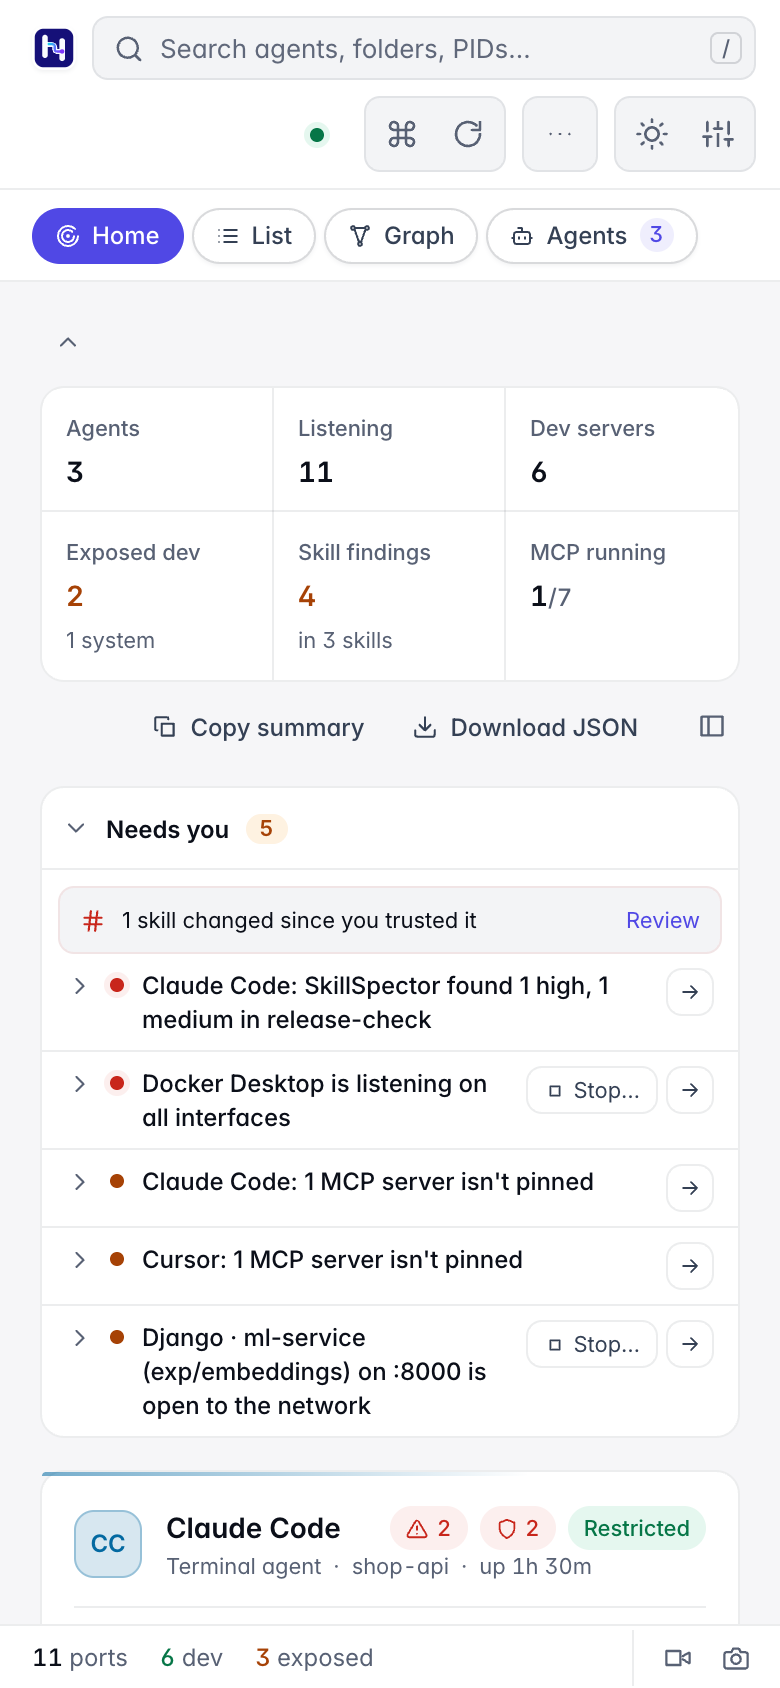 Search agents, folders, PIDs...
/
Home
List
Graph
Agents 3
Agents
3
Listening
11
Dev servers
6
Exposed dev
2
1 system
Skill findings
4
in 3 skills
MCP running
1/7
Copy summary
Download JSON
Needs you 5
1 skill changed since you trusted it
Review
Claude Code: SkillSpector found 1 high, 1
medium in release-check
Docker Desktop is listening on
all interfaces
Stop...
Claude Code: 1 MCP server isn't pinned
Cursor: 1 MCP server isn't pinned
Django · ml-service
(exp/embeddings) on :8000 is
open to the network
Stop...
CC
Claude Code
2
2
Restricted
Terminal agent · shop-api · up 1h 30m
11 ports
6 dev
3 exposed